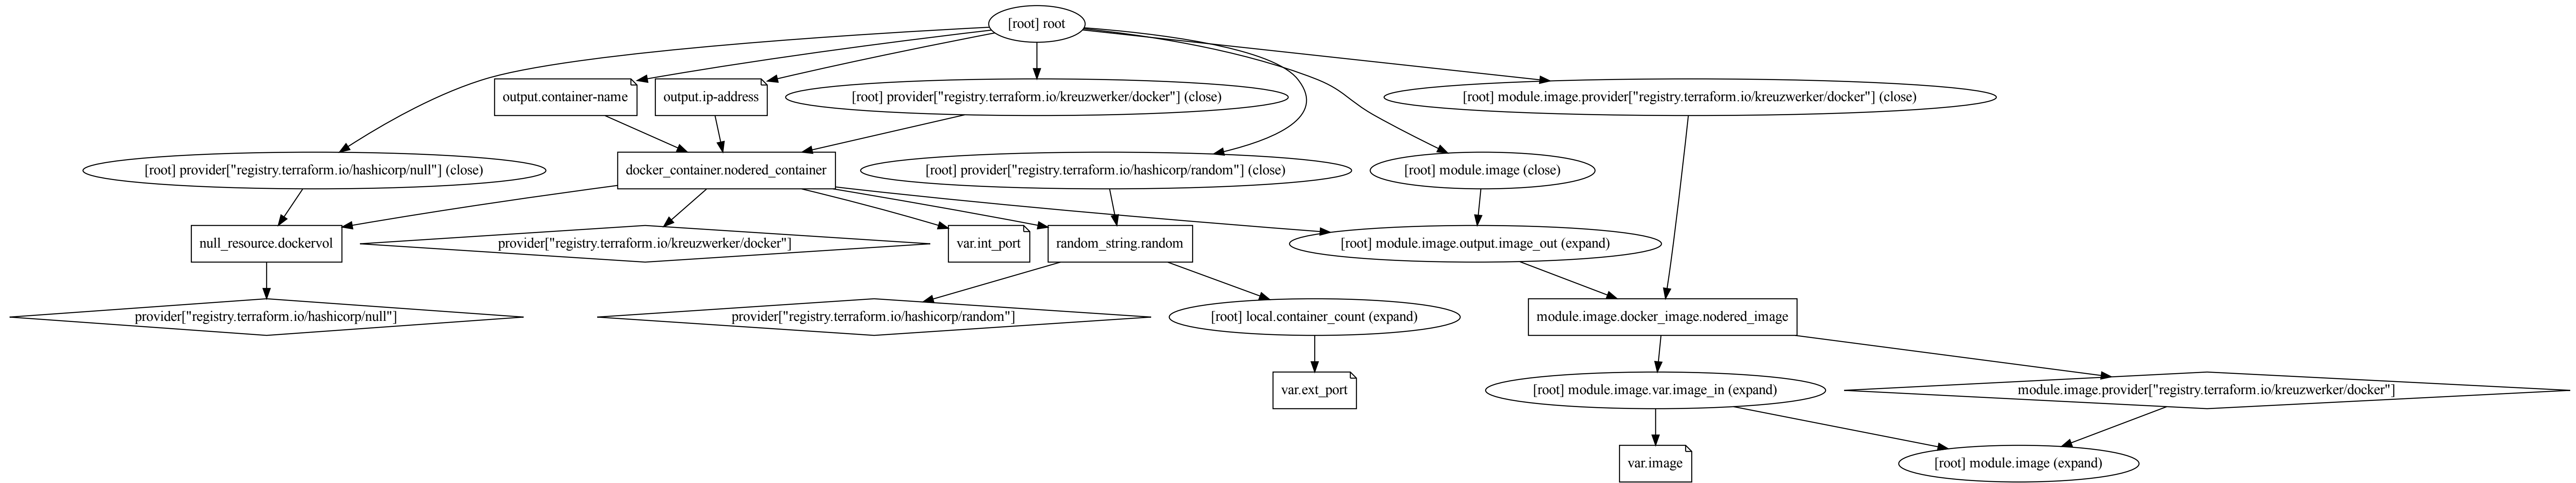 [root] root
output.container-name
output.ip-address
[root] provider["registry.terraform.io/kreuzwerker/docker"] (close)
[root] module.image.provider["registry.terraform.io/kreuzwerker/docker"] (close)
[root] provider["registry.terraform.io/hashicorp/null"] (close)
docker_container.nodered_container
[root] provider["registry.terraform.io/hashicorp/random"] (close)
[root] module.image (close)
null_resource.dockervol
provider["registry.terraform.io/kreuzwerker/docker"]
var.int_port
random_string.random
[root] module.image.output.image_out (expand)
provider["registry.terraform.io/hashicorp/null"]
provider["registry.terraform.io/hashicorp/random"]
[root] local.container_count (expand)
module.image.docker_image.nodered_image
var.ext_port
[root] module.image.var.image_in (expand)
module.image.provider["registry.terraform.io/kreuzwerker/docker"]
var.image
[root] module.image (expand)